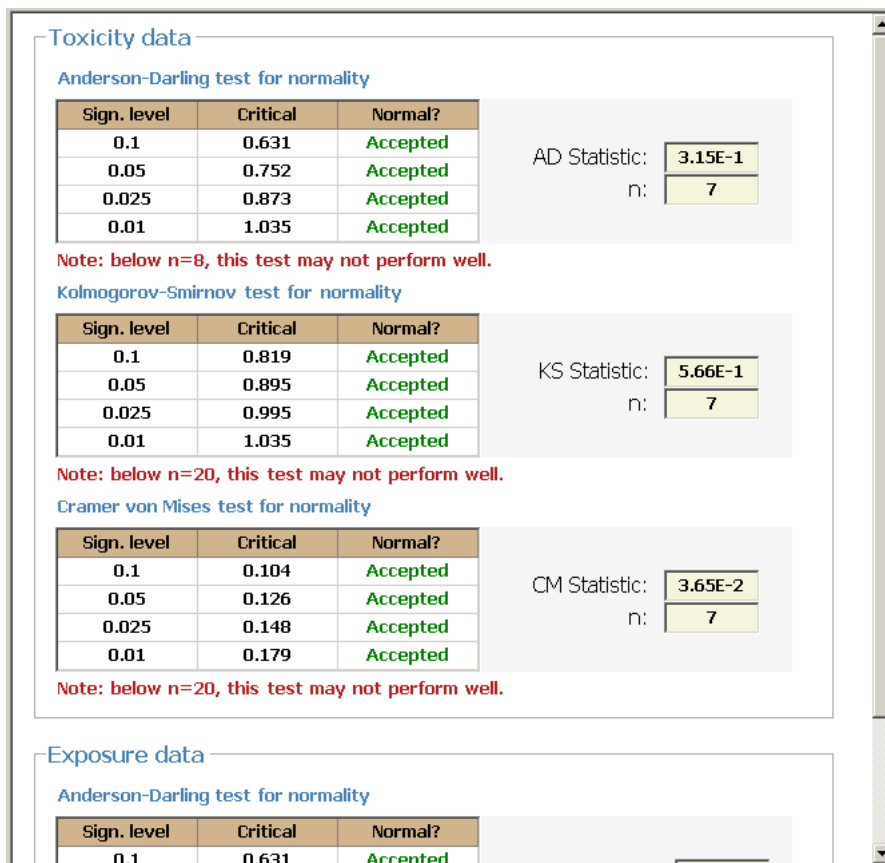 Toxicity data
Anderson-Darling test for normality
Sign. level Critical Normal?
0.1 0.631 Accepted
0.05 0.752 Accepted
0.025 0.873 Accepted
0.01 1.035 Accepted
AD Statistic: 3.15E-1
n: 7
Note: below n=8, this test may not perform well.
Kolmogorov-Smirnov test for normality
Sign. level Critical Normal?
0.1 0.819 Accepted
0.05 0.895 Accepted
0.025 0.995 Accepted
0.01 1.035 Accepted
KS Statistic: 5.66E-1
n: 7
Note: below n=20, this test may not perform well.
Cramer von Mises test for normality
Sign. level Critical Normal?
0.1 0.104 Accepted
0.05 0.126 Accepted
0.025 0.148 Accepted
0.01 0.179 Accepted
CM Statistic: 3.65E-2
n: 7
Note: below n=20, this test may not perform well.
Exposure data
Anderson-Darling test for normality
Sign. level Critical Normal?
0.1 0.631 Accepted